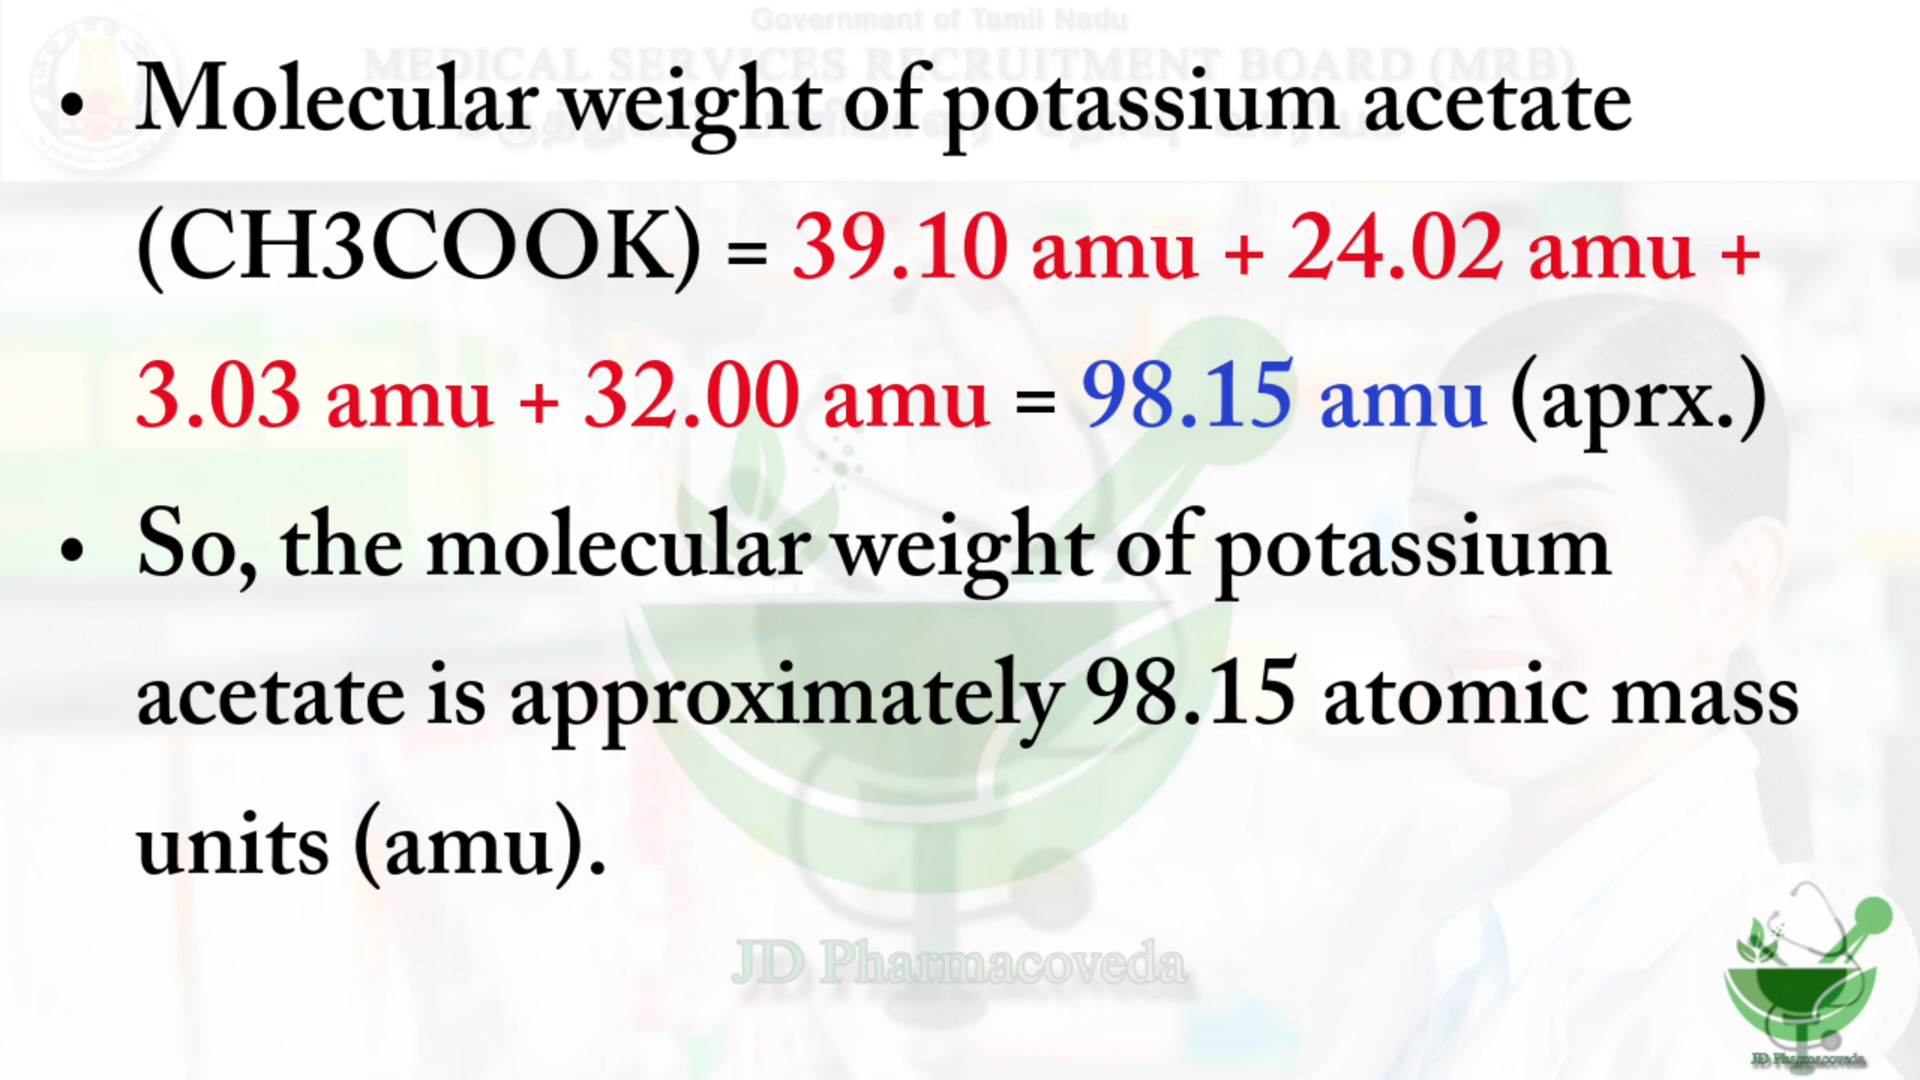 Government of Tamil Nadu
MEDICAL SERVICES RECRUITMENT BOARD (MRB)
• Molecular weight of potassium acetate
(CH3COOK) = 39.10 amu + 24.02 amu +
3.03 amu + 32.00 amu = 98.15 amu (aprx.)
• So, the molecular weight of potassium
acetate is approximately 98.15 atomic mass
units (amu).
JD Pharmacoveda
JD Pharmacoveda